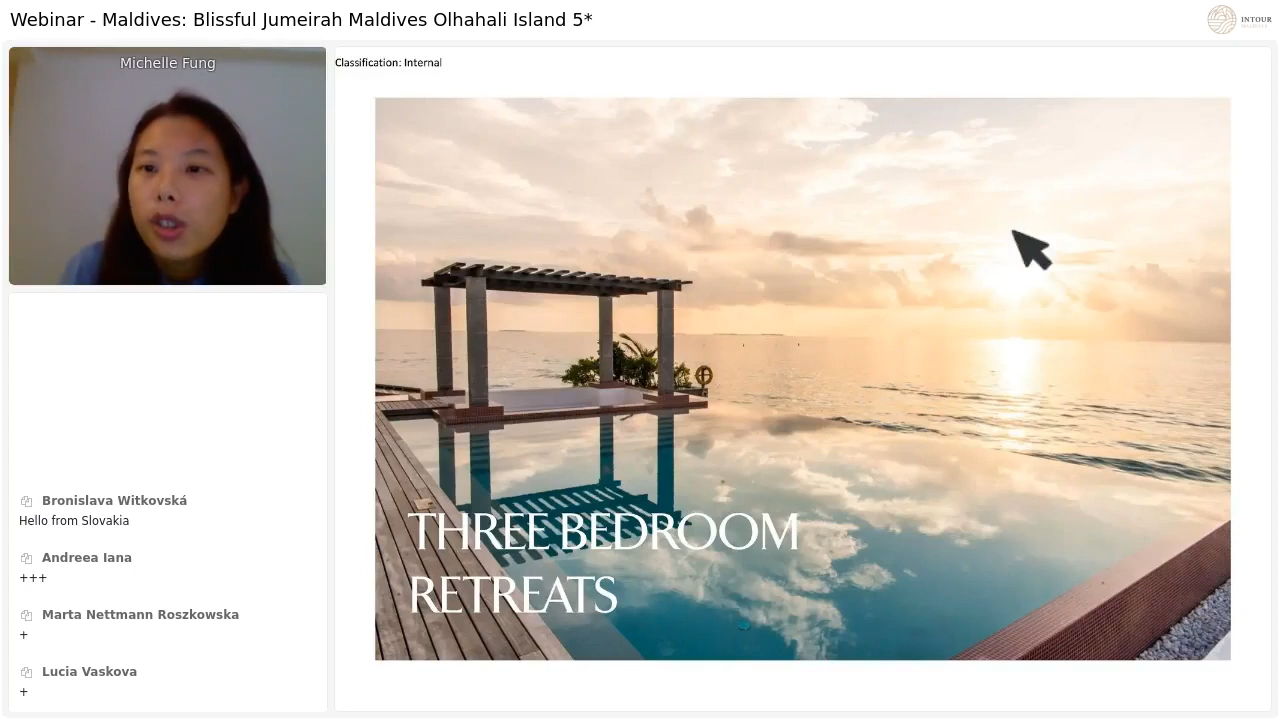 Webinar - Maldives: Blissful Jumeirah Maldives Olhahali Island 5*
INTOUR
Michelle Fung
Classification: Internal
THREE BEDROOM
RETREATS
Bronislava Witkovská
Hello from Slovakia
Andreea Iana
+++
Marta Nettmann Roszkowska
+
Lucia Vaskova
+